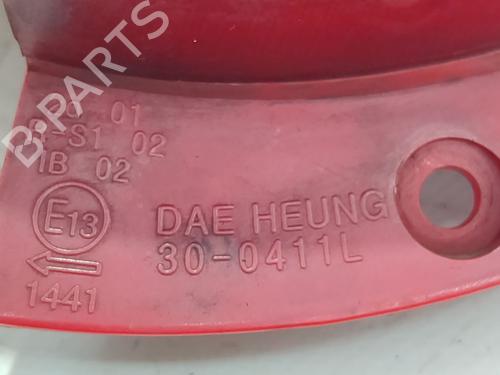 01
-S1 02
IB 02
E13
1441
DAE HEUNG
30-0411L
B-PARTS